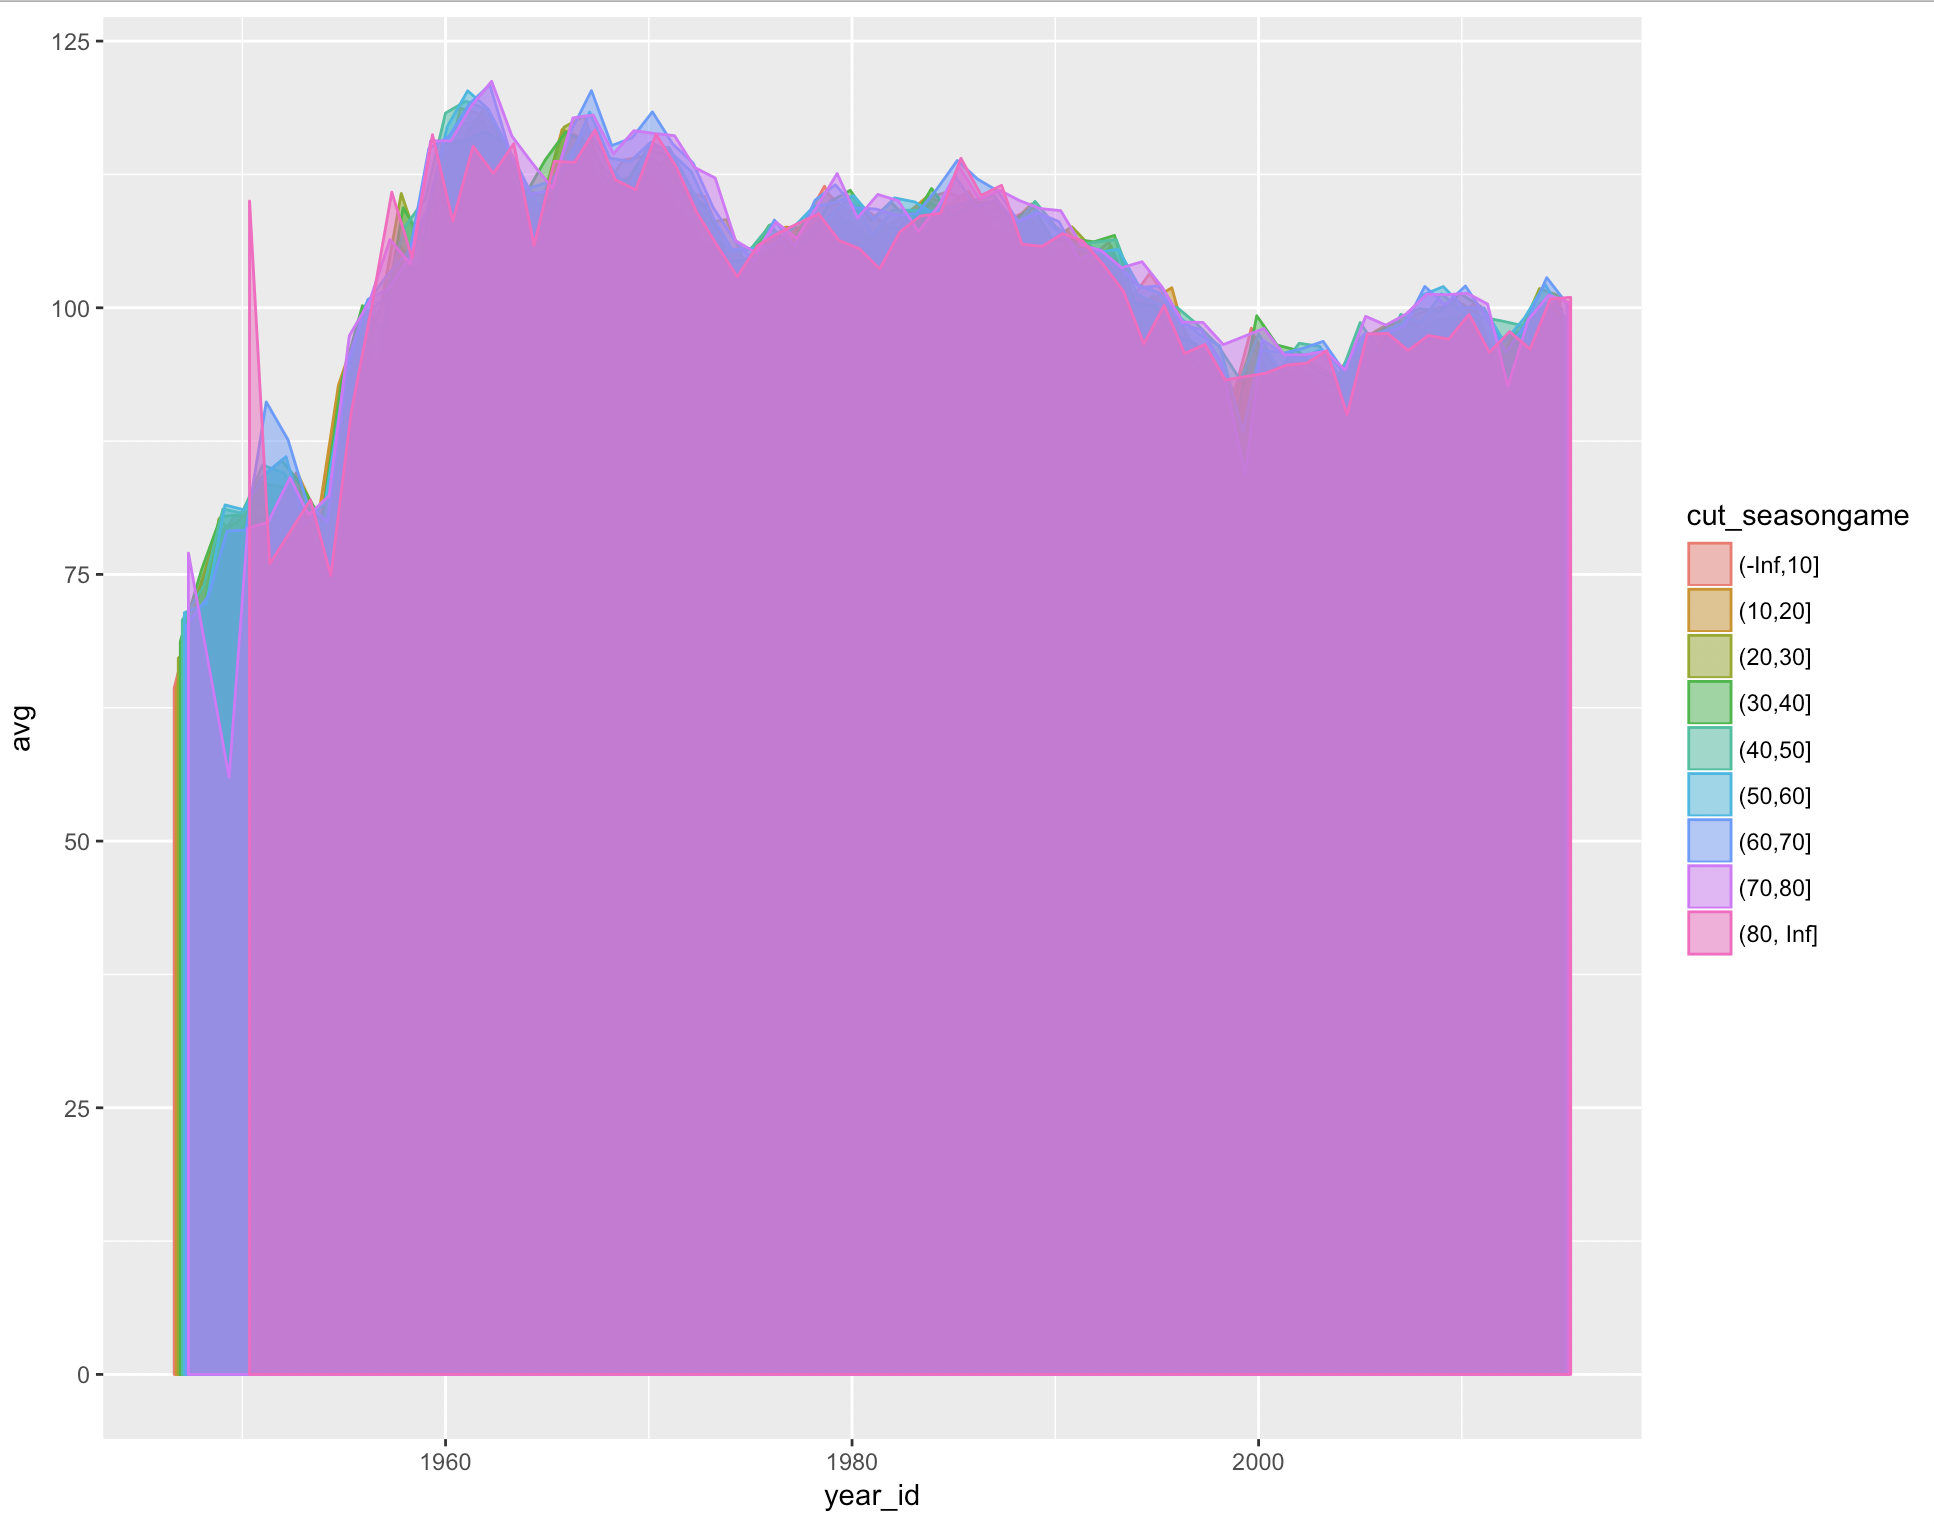 125
100
75
50
25
0
avg
1960 1980 2000
year_id
cut_seasongame
(-Inf,10]
(10,20]
(20,30]
(30,40]
(40,50]
(50,60]
(60,70]
(70,80]
(80, Inf]